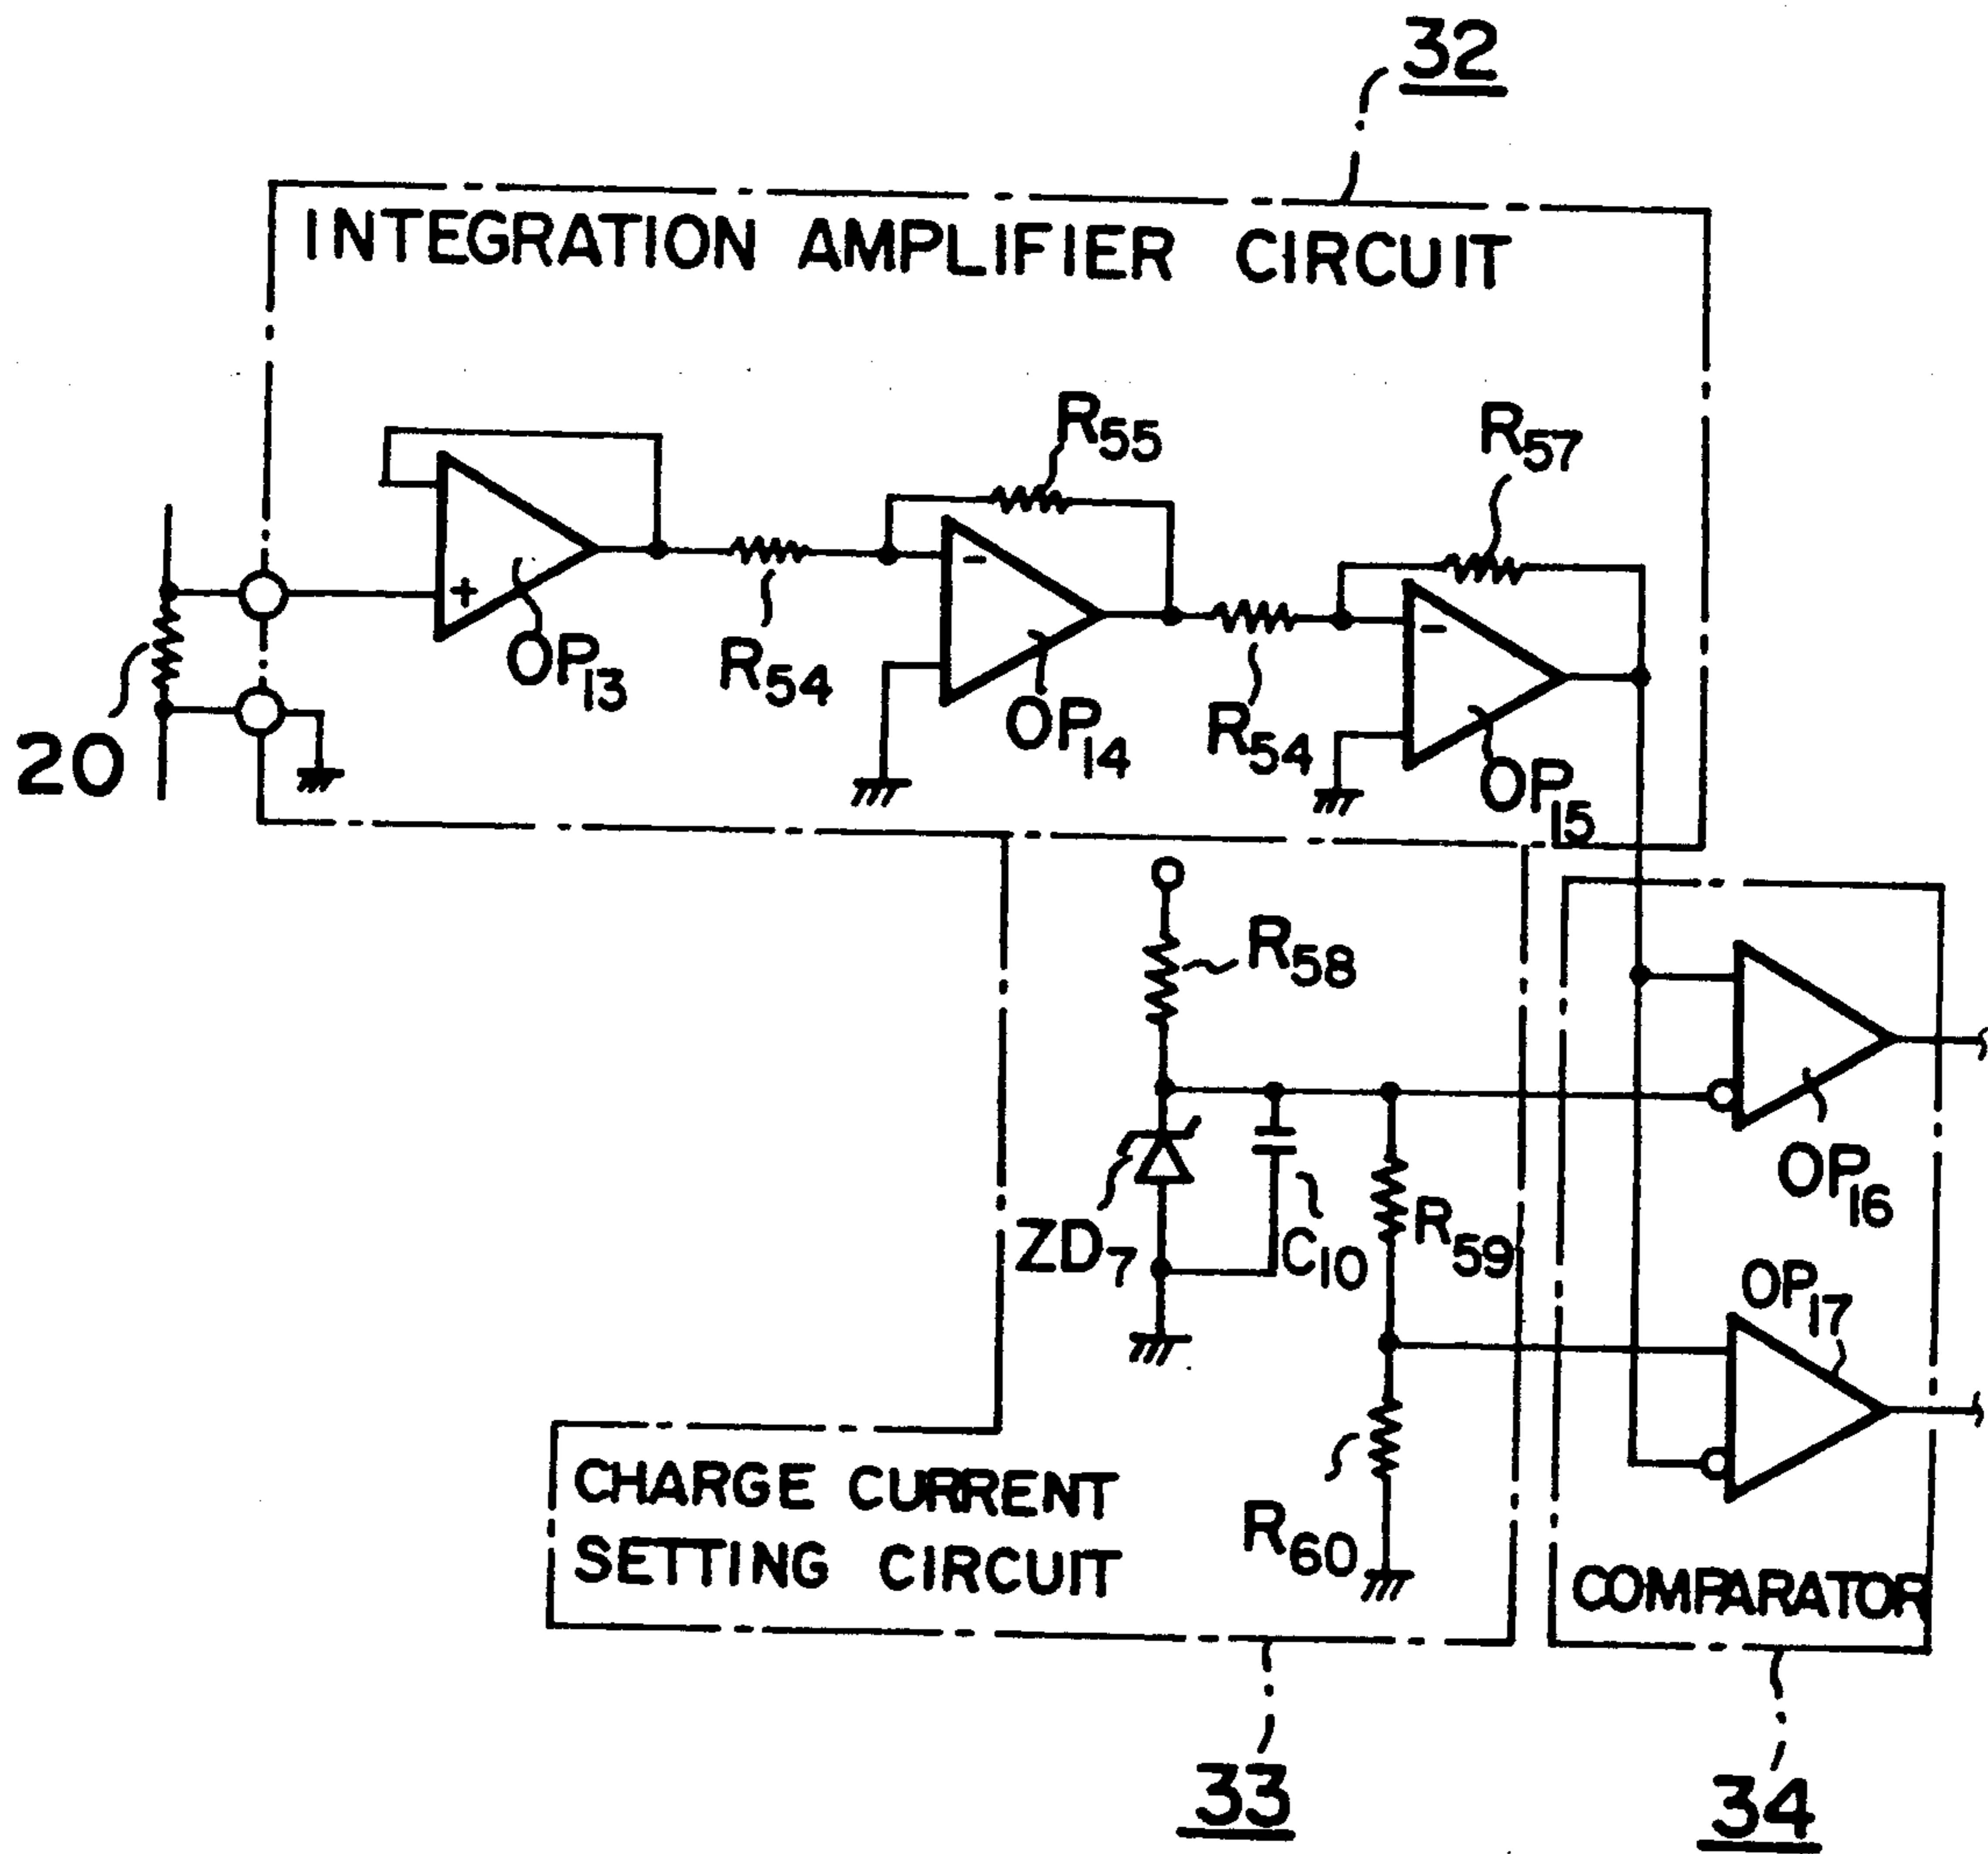 32
INTEGRATION AMPLIFIER CIRCUIT
R55
R57
+
-
-
OP13
R54
OP14
R54
OP15
20
R58
OP16
ZD7
C10
R59
OP17
R60
CHARGE CURRENT
SETTING CIRCUIT
COMPARATOR
33
34